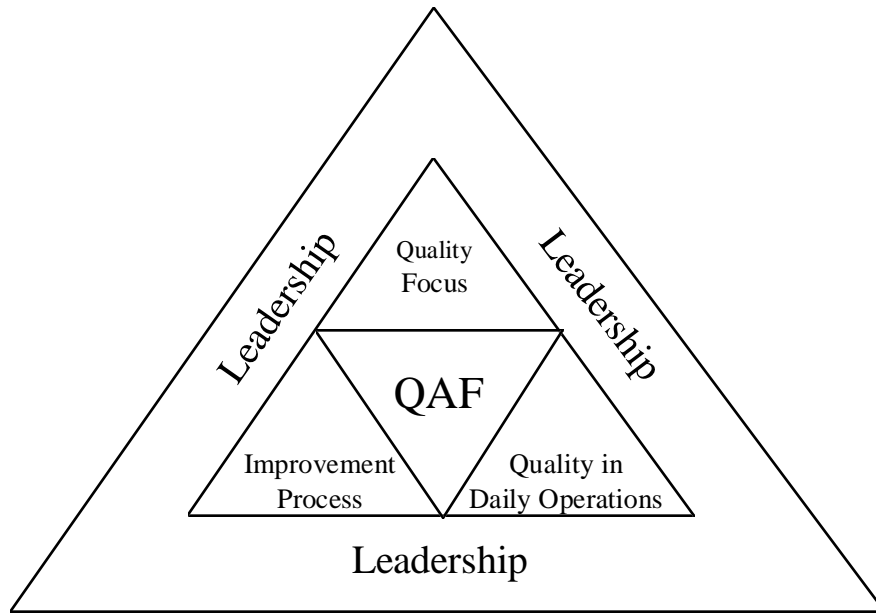 Quality
Focus
Leadership
Leadership
QAF
Improvement
Process
Quality in
Daily Operations
Leadership